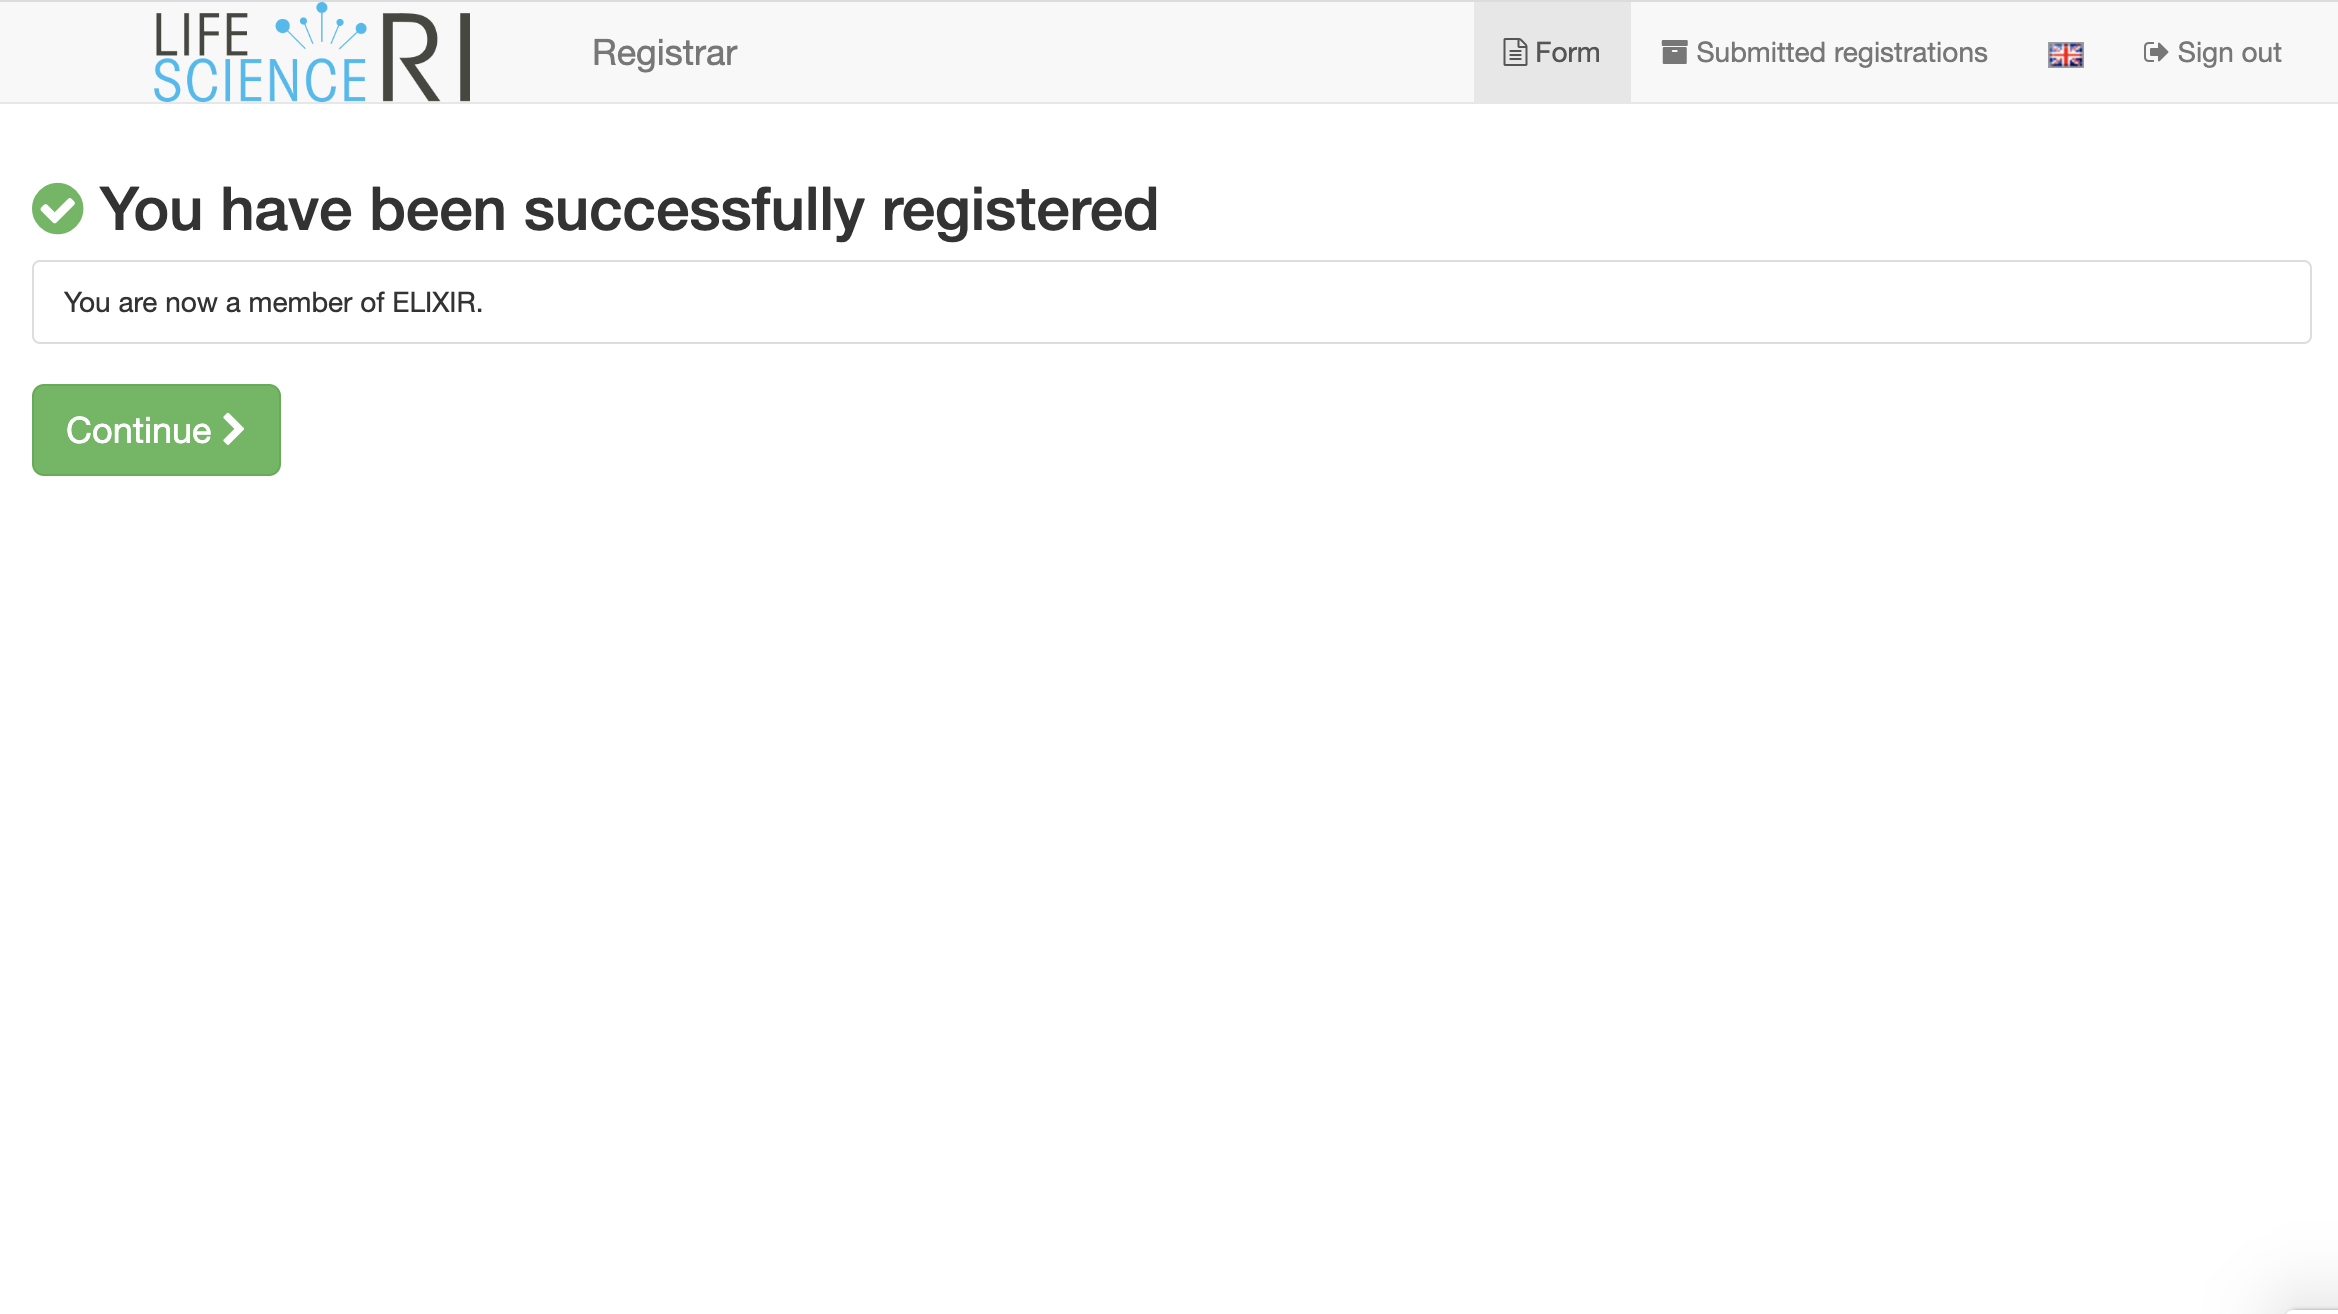 LIFE
SCIENCE RI
Registrar
Form
Submitted registrations
Sign out
You have been successfully registered
You are now a member of ELIXIR.
Continue